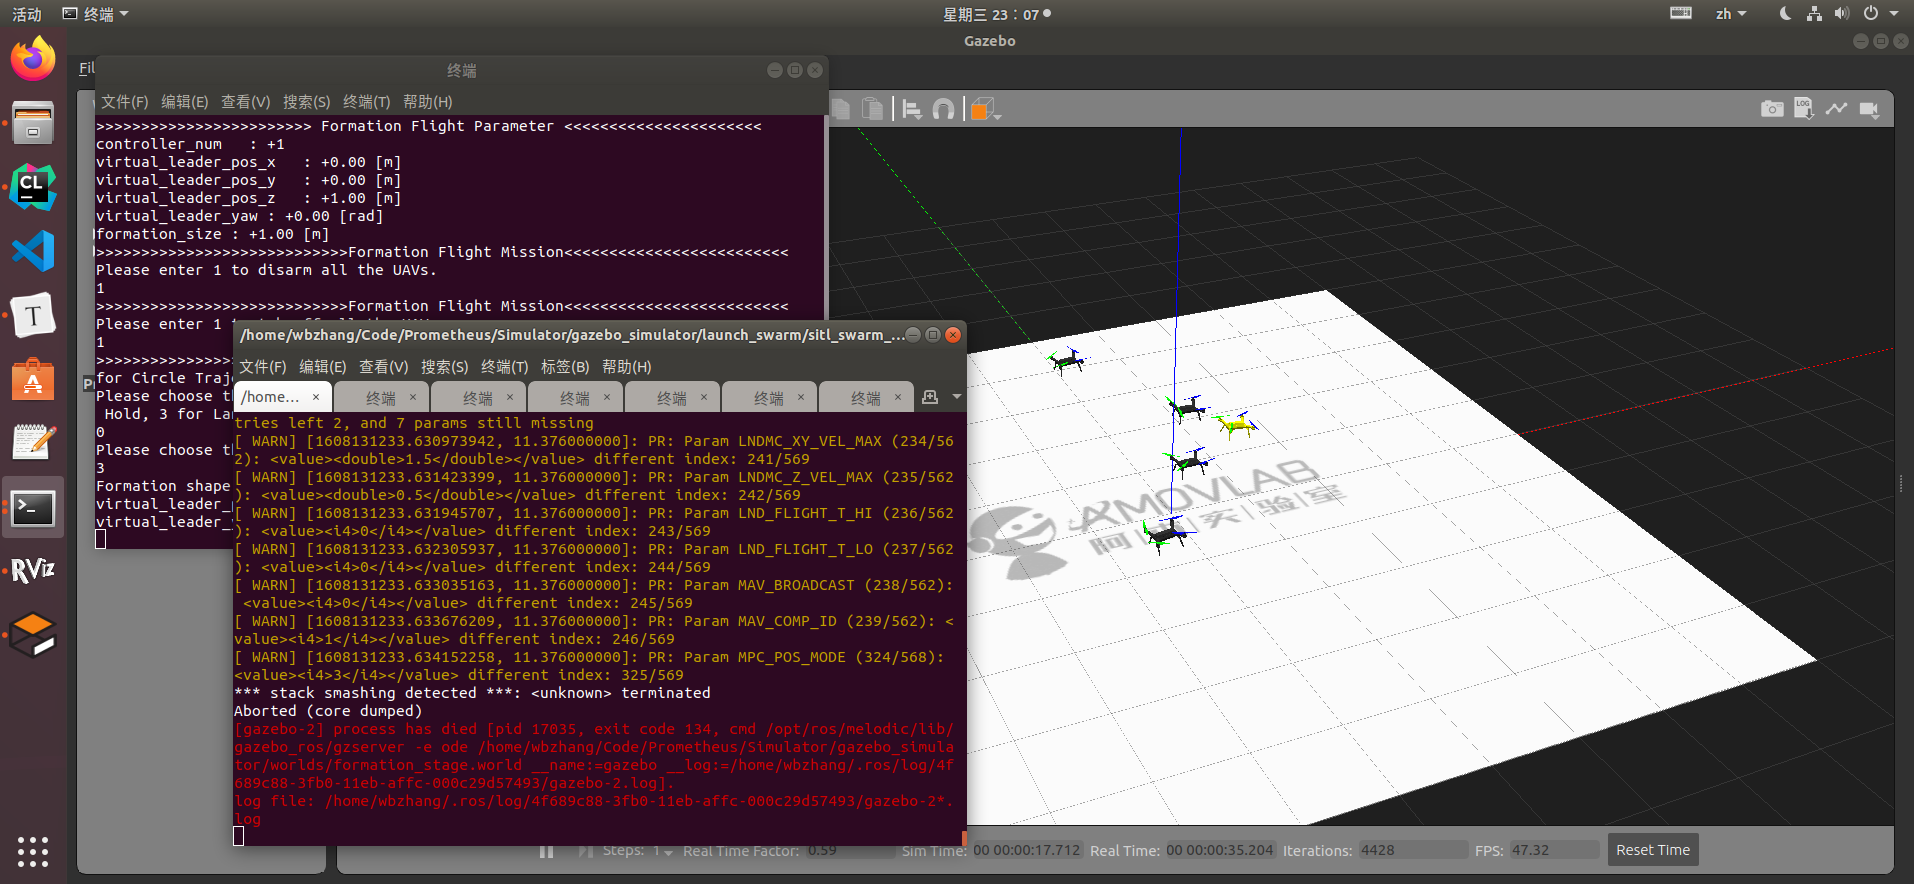 活动
终端
星期三 23：07
zh
Gazebo
Fil
终端
文件(F) 编辑(E) 查看(V) 搜索(S) 终端(T) 帮助(H)
>>>>>>>>>>>>>>>>>>>>>>>> Formation Flight Parameter <<<<<<<<<<<<<<<<<<<<<<
controller_num   : +1
virtual_leader_pos_x   : +0.00 [m]
virtual_leader_pos_y   : +0.00 [m]
virtual_leader_pos_z   : +1.00 [m]
virtual_leader_yaw : +0.00 [rad]
formation_size : +1.00 [m]
>>>>>>>>>>>>>>>>>>>>>>>>>>>>Formation Flight Mission<<<<<<<<<<<<<<<<<<<<<<<<<
Please enter 1 to disarm all the UAVs.
1
>>>>>>>>>>>>>>>>>>>>>>>>>>>>Formation Flight Mission<<<<<<<<<<<<<<<<<<<<<<<<<
Please enter 1
1
>>>>>>>>>>>>>>>
for Circle Traj
Please choose th
Hold, 3 for La
0
Please choose th
3
Formation shape
virtual_leader_
virtual_leader_
/home/wbzhang/Code/Prometheus/Simulator/gazebo_simulator/launch_swarm/sitl_swarm_...
文件(F) 编辑(E) 查看(V) 搜索(S) 终端(T) 标签(B) 帮助(H)
/home... × 终端 × 终端 × 终端 × 终端 × 终端 × 终端 ×
tries left 2, and 7 params still missing
[ WARN] [1608131233.630973942, 11.376000000]: PR: Param LNDMC_XY_VEL_MAX (234/56
2): <value><double>1.5</double></value> different index: 241/569
[ WARN] [1608131233.631423399, 11.376000000]: PR: Param LNDMC_Z_VEL_MAX (235/562
): <value><double>0.5</double></value> different index: 242/569
[ WARN] [1608131233.631945707, 11.376000000]: PR: Param LND_FLIGHT_T_HI (236/562
): <value><i4>0</i4></value> different index: 243/569
[ WARN] [1608131233.632305937, 11.376000000]: PR: Param LND_FLIGHT_T_LO (237/562
): <value><i4>0</i4></value> different index: 244/569
[ WARN] [1608131233.633035163, 11.376000000]: PR: Param MAV_BROADCAST (238/562):
<value><i4>0</i4></value> different index: 245/569
[ WARN] [1608131233.633676209, 11.376000000]: PR: Param MAV_COMP_ID (239/562): <
value><i4>1</i4></value> different index: 246/569
[ WARN] [1608131233.634152258, 11.376000000]: PR: Param MPC_POS_MODE (324/568):
<value><i4>3</i4></value> different index: 325/569
*** stack smashing detected ***: <unknown> terminated
Aborted (core dumped)
[gazebo-2] process has died [pid 17035, exit code 134, cmd /opt/ros/melodic/lib/
gazebo_ros/gzserver -e ode /home/wbzhang/Code/Prometheus/Simulator/gazebo_simula
tor/worlds/formation_stage.world __name:=gazebo __log:=/home/wbzhang/.ros/log/4f
689c88-3fb0-11eb-affc-000c29d57493/gazebo-2.log].
log file: /home/wbzhang/.ros/log/4f689c88-3fb0-11eb-affc-000c29d57493/gazebo-2*.
log
CL
T
A
RViz
LOG
AMOVLAB
实|验|室
Steps: 1 Real Time Factor: 0.59 Sim Time: 00 00:00:17.712 Real Time: 00 00:00:35.204 Iterations: 4428 FPS: 47.32 Reset Time